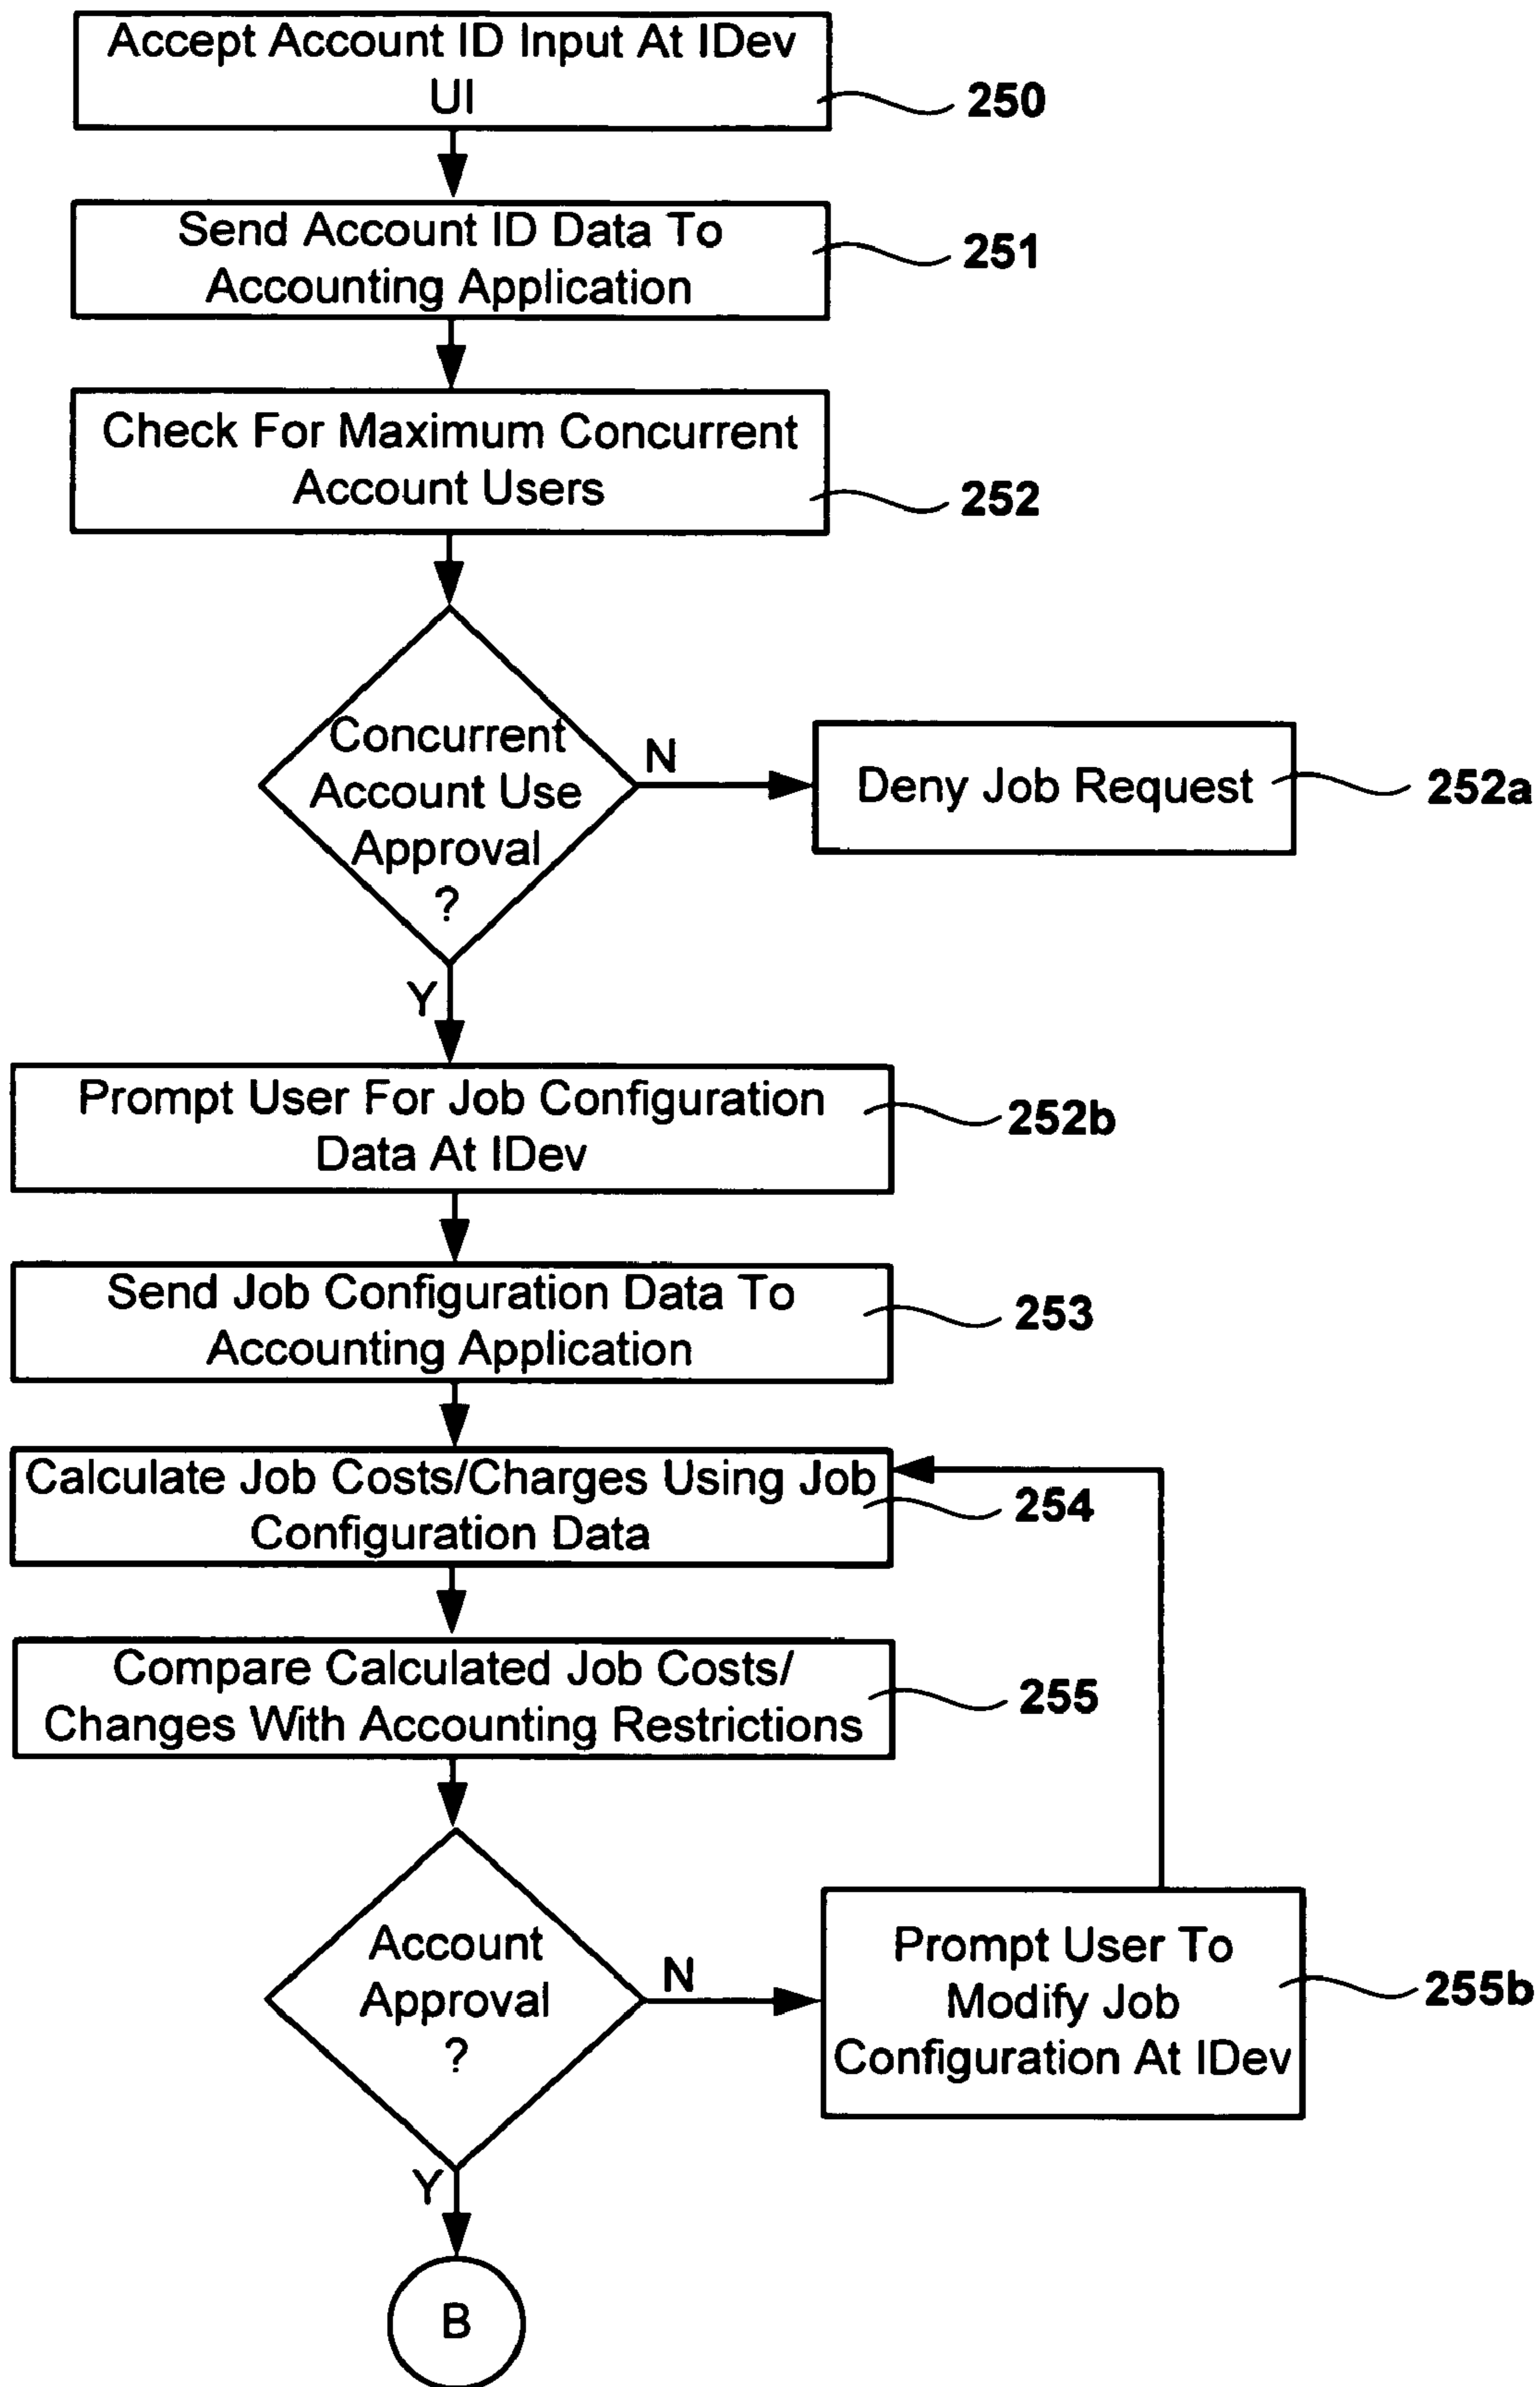 Accept Account ID Input At IDev
UI
250
Send Account ID Data To
Accounting Application
251
Check For Maximum Concurrent
Account Users
252
Concurrent
Account Use
Approval
?
N
Deny Job Request
252a
Y
Prompt User For Job Configuration
Data At IDev
252b
Send Job Configuration Data To
Accounting Application
253
Calculate Job Costs/Charges Using Job
Configuration Data
254
Compare Calculated Job Costs/
Changes With Accounting Restrictions
255
Account
Approval
?
N
Prompt User To
Modify Job
Configuration At IDev
255b
Y
B